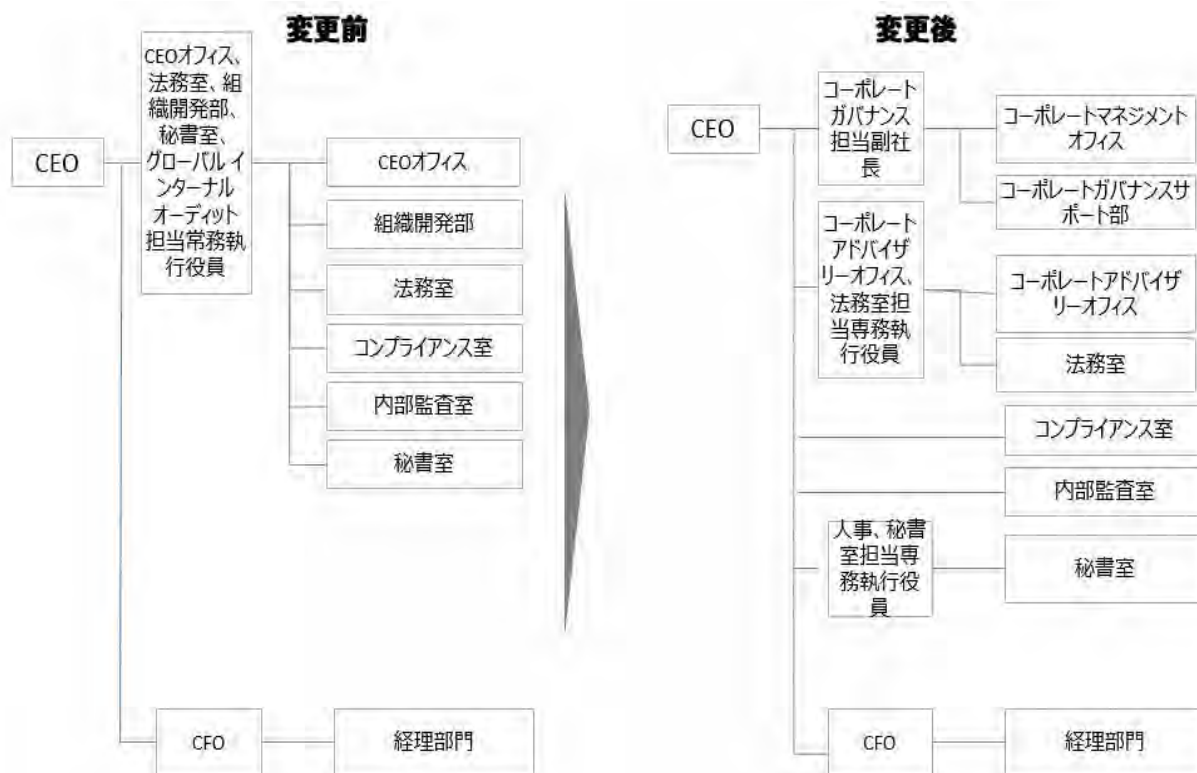 変更前
CEO
CEOオフィス、
法務室、組
織開発部、
秘書室、
グローバル イ
ンターナル
オーディット
担当常務執
行役員
CEOオフィス
組織開発部
法務室
コンプライアンス室
内部監査室
秘書室
CFO
経理部門
変更後
CEO
コーポレート
ガバナンス
担当副社
長
コーポレートマネジメント
オフィス
コーポレートガバナンスサ
ポート部
コーポレート
アドバイザ
リーオフィス、
法務室担
当専務執
行役員
コーポレートアドバイザ
リーオフィス
法務室
コンプライアンス室
内部監査室
人事、秘書
室担当専
務執行役
員
秘書室
CFO
経理部門